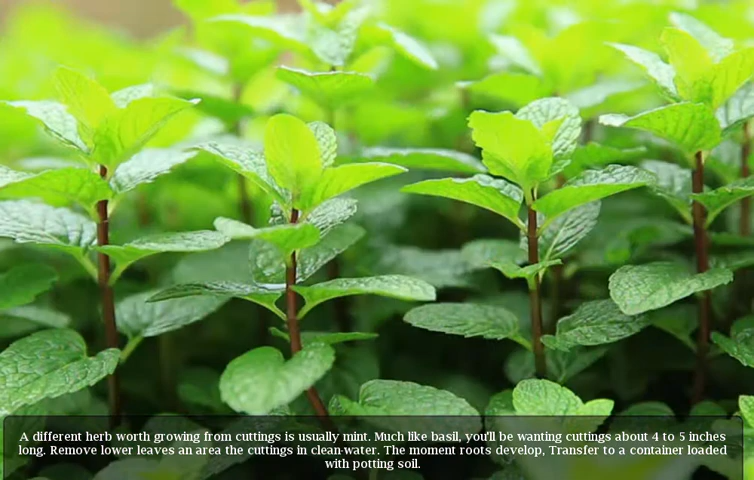 A different herb worth growing from cuttings is usually mint. Much like basil, you'll be wanting cuttings about 4 to 5 inches
long. Remove lower leaves an area the cuttings in clean-water. The moment roots develop, Transfer to a container loaded
with potting soil.